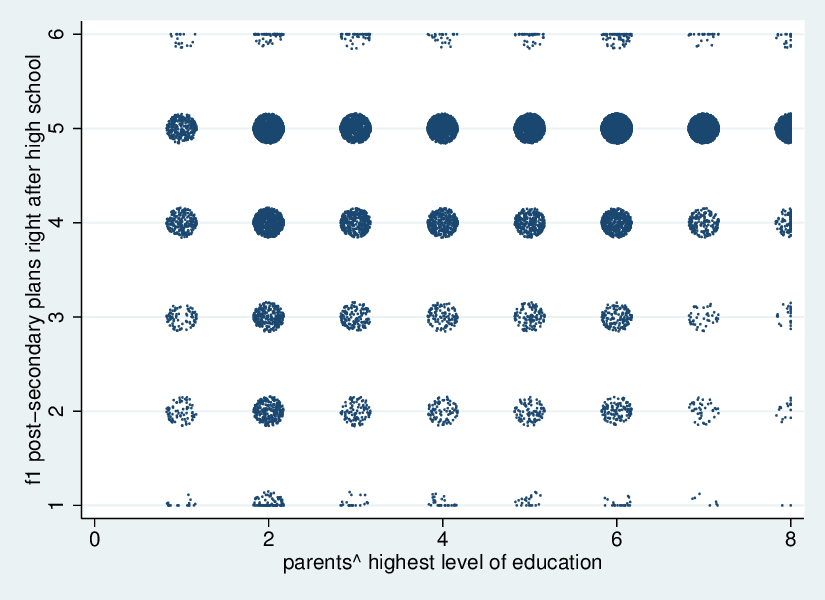 6
5
4
3
2
1
f1 post−secondary plans right after high school
0 2 4 6 8
parents^ highest level of education